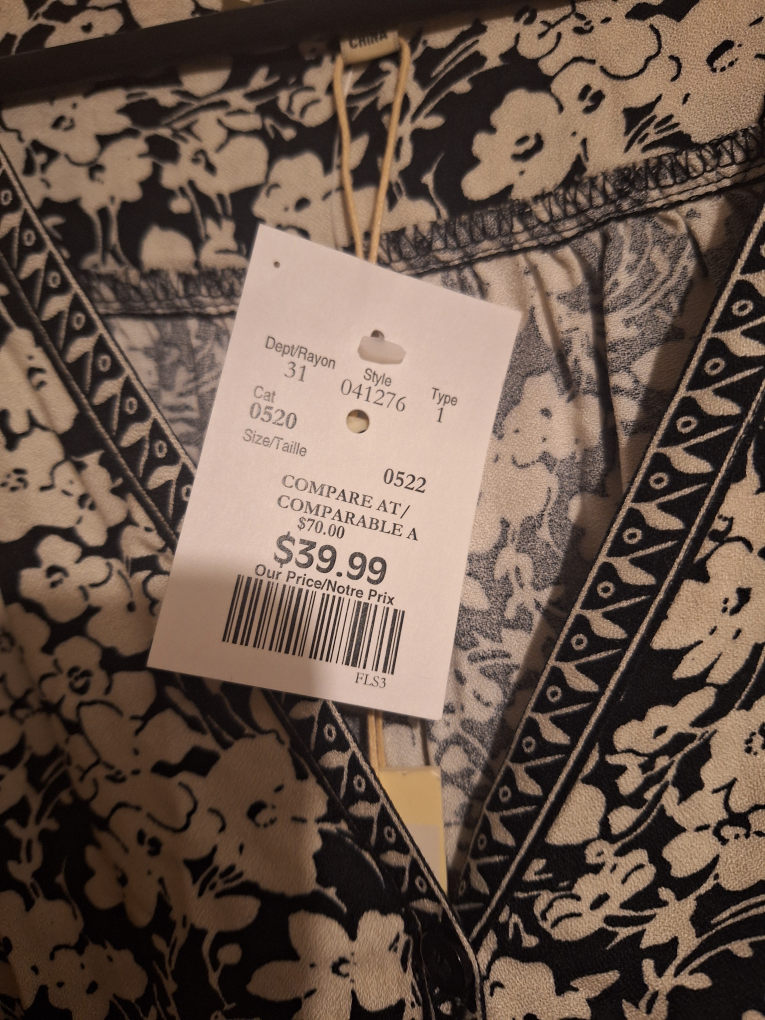 CHINA
Dept/Rayon
31
Style
041276
Type
1
Cat
0520
Size/Taille
0522
COMPARE AT/
COMPARABLE A
$70.00
$39.99
Our Price/Notre Prix
FLS3